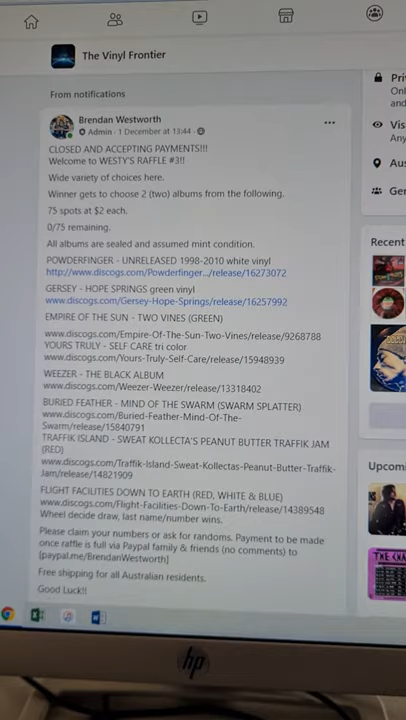 The Vinyl Frontier
From notifications
Brendan Westworth
Admin · 1 December at 13:44 ·
CLOSED AND ACCEPTING PAYMENTS!!!
Welcome to WESTY'S RAFFLE #3!!
Wide variety of choices here.
Winner gets to choose 2 (two) albums from the following.
75 spots at $2 each.
0/75 remaining.
All albums are sealed and assumed mint condition.
POWDERFINGER - UNRELEASED 1998-2010 white vinyl
http://www.discogs.com/Powderfinger.../release/16273072
GERSEY - HOPE SPRINGS green vinyl
www.discogs.com/Gersey-Hope-Springs/release/16257992
EMPIRE OF THE SUN - TWO VINES (GREEN)
www.discogs.com/Empire-Of-The-Sun-Two-Vines/release/9268788
YOURS TRULY - SELF CARE tri color
www.discogs.com/Yours-Truly-Self-Care/release/15948939
WEEZER - THE BLACK ALBUM
www.discogs.com/Weezer-Weezer/release/13318402
BURIED FEATHER - MIND OF THE SWARM (SWARM SPLATTER)
www.discogs.com/Buried-Feather-Mind-Of-The-
Swarm/release/15840791
TRAFFIK ISLAND - SWEAT KOLLECTA'S PEANUT BUTTER TRAFFIK JAM
(RED)
www.discogs.com/Traffik-Island-Sweat-Kollectas-Peanut-Butter-Traffik-
Jam/release/14821909
FLIGHT FACILITIES DOWN TO EARTH (RED, WHITE & BLUE)
www.discogs.com/Flight-Facilities-Down-To-Earth/release/14389548
Wheel decide draw, last name/number wins.
Please claim your numbers or ask for randoms. Payment to be made
once raffle is full via Paypal family & friends (no comments) to
[paypal.me/BrendanWestworth]
Free shipping for all Australian residents.
Good Luck!!
Pri
Onl
and
Vis
Any
Aus
Ger
Recent
Upcomi
THE CHA
hp